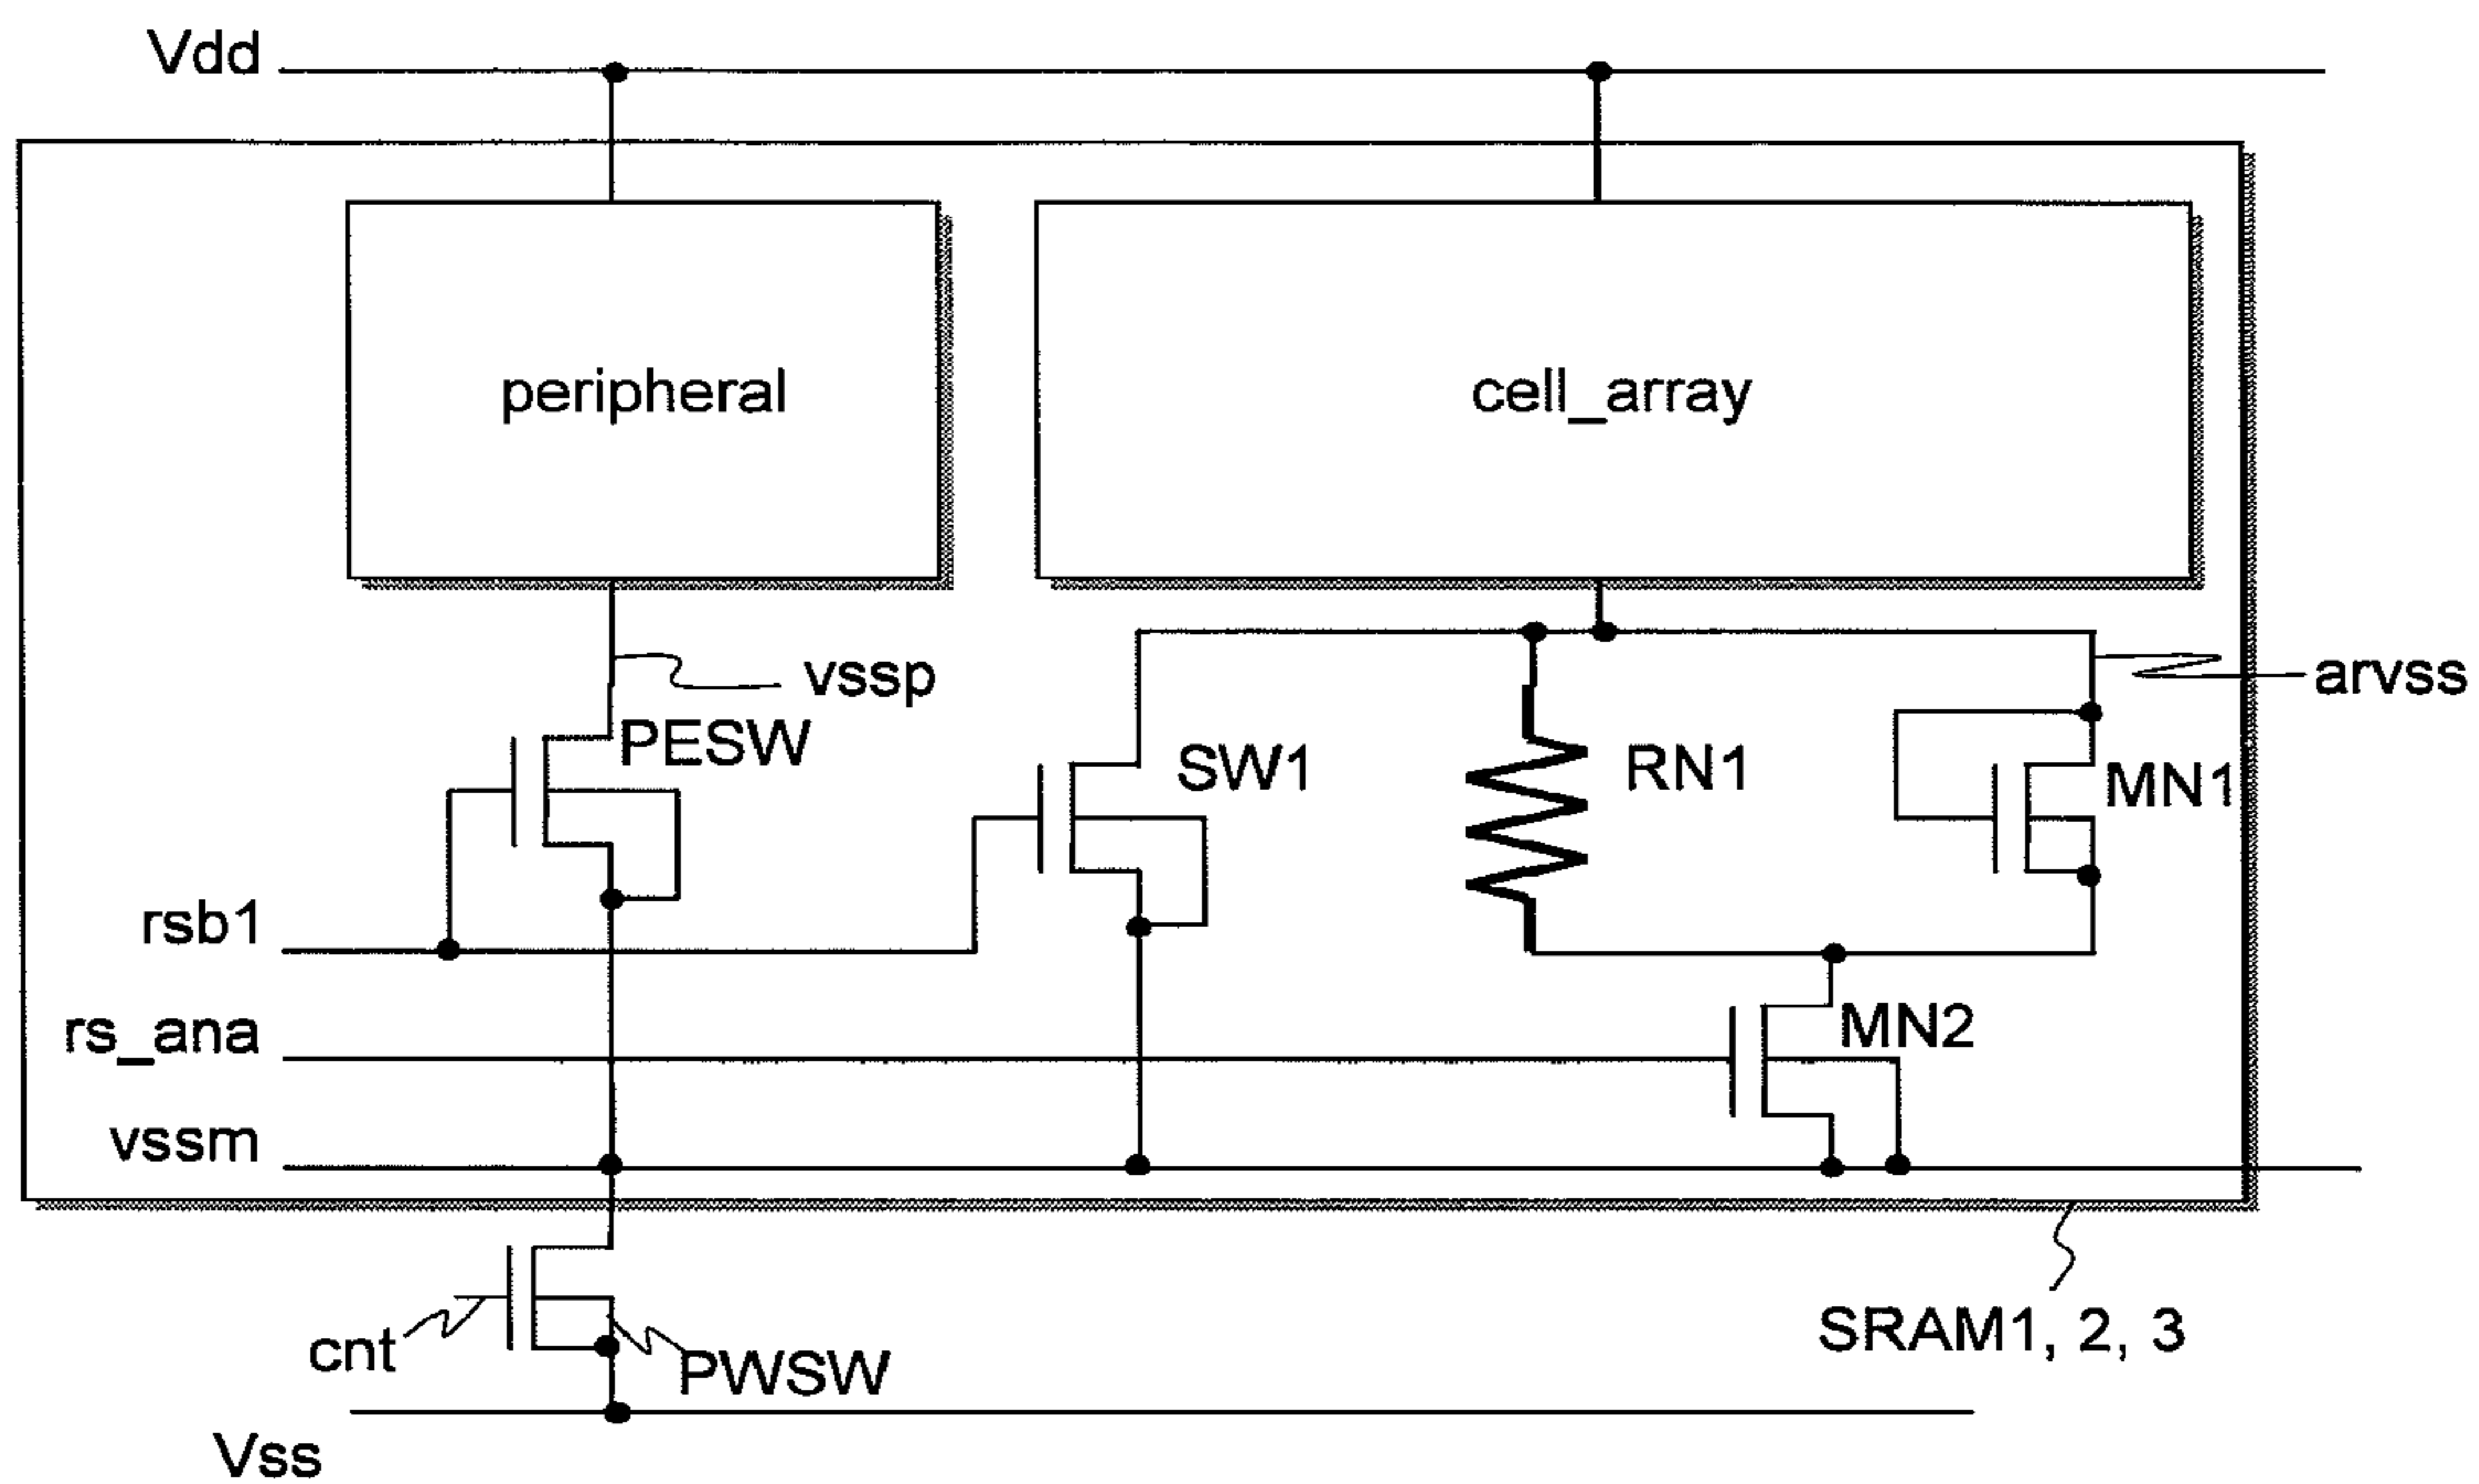 Vdd
peripheral
cell_array
vssp
arvss
PESW
SW1
RN1
MN1
rsb1
rs_ana
MN2
vssm
cnt
PWSW
SRAM1, 2, 3
Vss